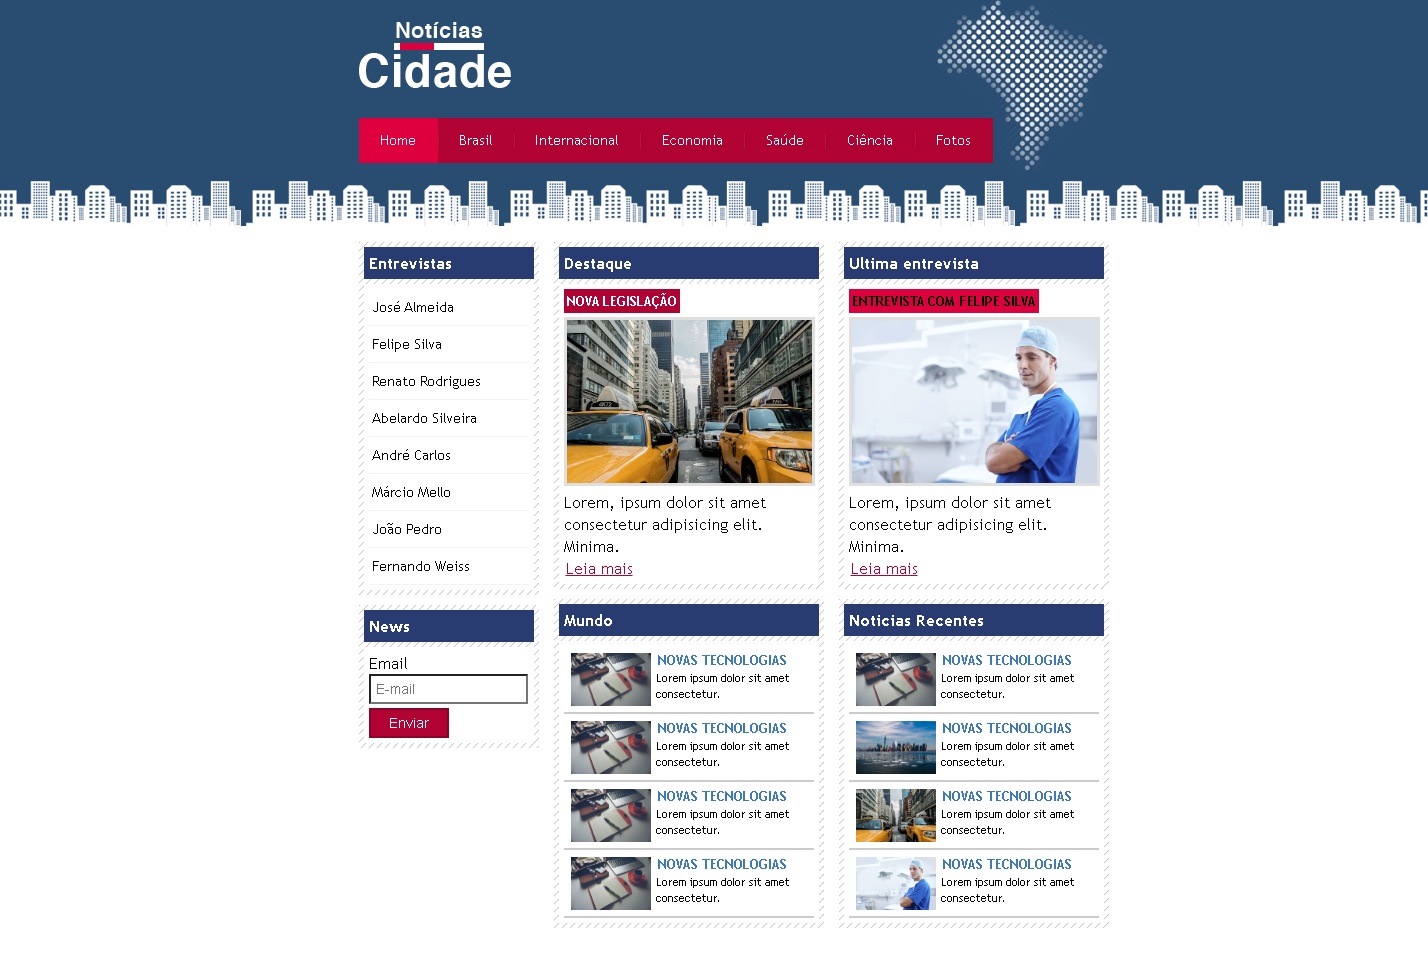 Notícias
Cidade
Home Brasil Internacional Economia Saúde Ciência Fotos
Entrevistas
José Almeida
Felipe Silva
Renato Rodrigues
Abelardo Silveira
André Carlos
Márcio Mello
João Pedro
Fernando Weiss
News
Email
E-mail
Enviar
Destaque
NOVA LEGISLAÇÃO
Lorem, ipsum dolor sit amet
consectetur adipisicing elit.
Minima.
Leia mais
Ultima entrevista
ENTREVISTA COM FELIPE SILVA
Lorem, ipsum dolor sit amet
consectetur adipisicing elit.
Minima.
Leia mais
Mundo
NOVAS TECNOLOGIAS
Lorem ipsum dolor sit amet
consectetur.
NOVAS TECNOLOGIAS
Lorem ipsum dolor sit amet
consectetur.
NOVAS TECNOLOGIAS
Lorem ipsum dolor sit amet
consectetur.
NOVAS TECNOLOGIAS
Lorem ipsum dolor sit amet
consectetur.
Noticias Recentes
NOVAS TECNOLOGIAS
Lorem ipsum dolor sit amet
consectetur.
NOVAS TECNOLOGIAS
Lorem ipsum dolor sit amet
consectetur.
NOVAS TECNOLOGIAS
Lorem ipsum dolor sit amet
consectetur.
NOVAS TECNOLOGIAS
Lorem ipsum dolor sit amet
consectetur.